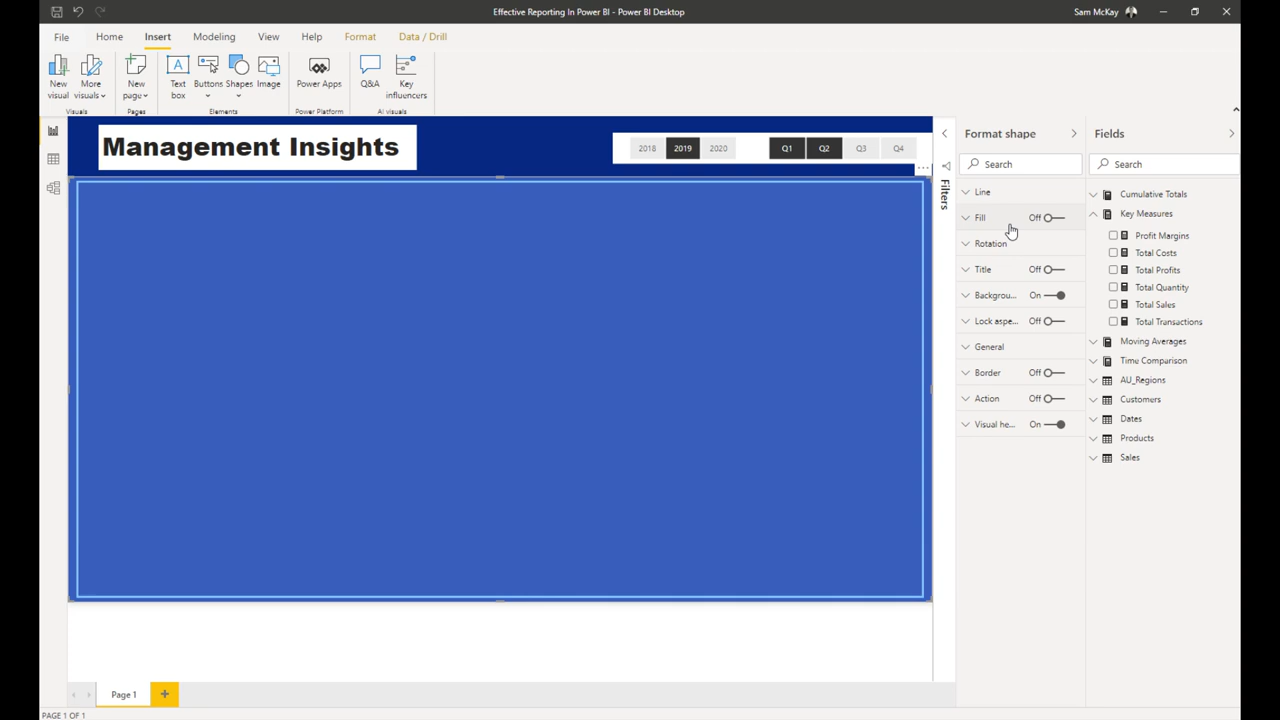 Effective Reporting In Power BI - Power BI Desktop
Sam McKay
File Home Insert Modeling View Help Format Data / Drill
New visual
More visuals
New page
Text box
Buttons
Shapes
Image
Power Apps
Q&A
Key influencers
Visuals Pages Elements Power Platform AI visuals
Management Insights
2018 2019 2020
Q1 Q2 Q3 Q4
Filters
Format shape
Search
Line
Fill Off
Rotation
Title Off
Backgrou... On
Lock aspe... Off
General
Border Off
Action Off
Visual he... On
Fields
Search
Cumulative Totals
Key Measures
Profit Margins
Total Costs
Total Profits
Total Quantity
Total Sales
Total Transactions
Moving Averages
Time Comparison
AU_Regions
Customers
Dates
Products
Sales
Page 1
PAGE 1 OF 1